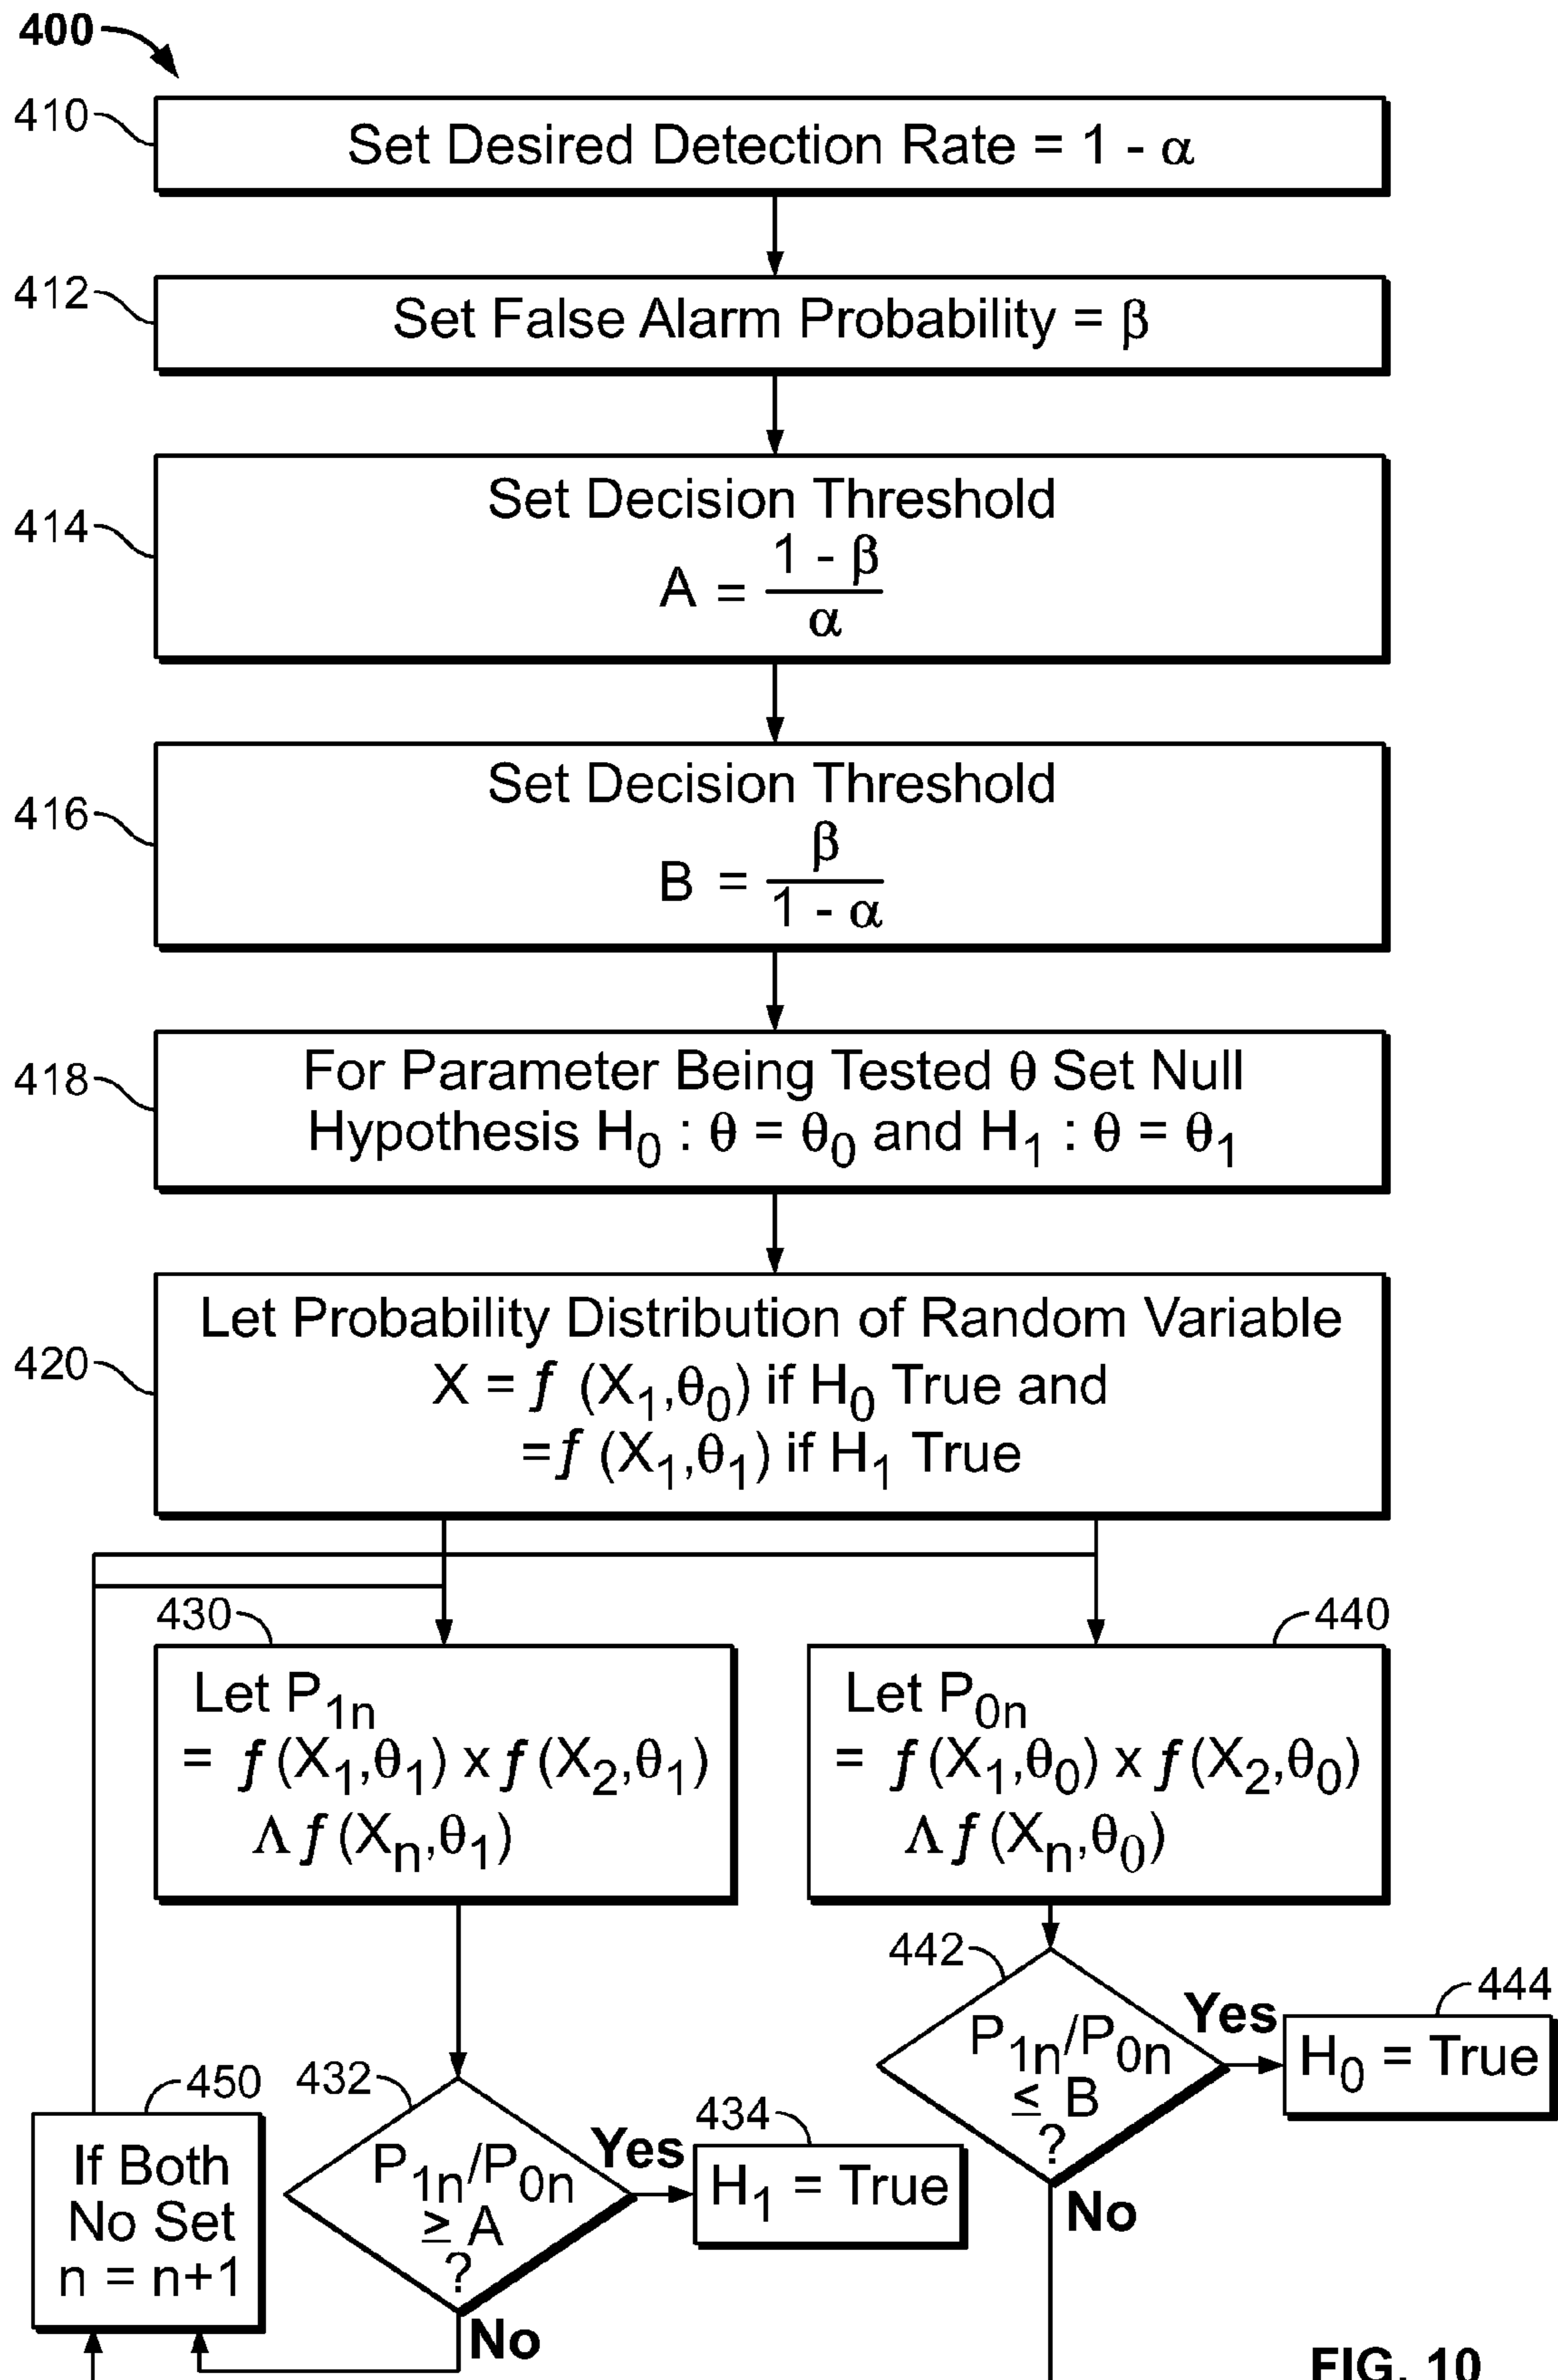 400
410
Set Desired Detection Rate = 1 - α
412
Set False Alarm Probability = β
414
Set Decision Threshold
A = (1 - β)/α
416
Set Decision Threshold
B = β/(1 - α)
418
For Parameter Being Tested θ Set Null
Hypothesis H₀ : θ = θ₀ and H₁ : θ = θ₁
420
Let Probability Distribution of Random Variable
X = f (X₁,θ₀) if H₀ True and
=f (X₁,θ₁) if H₁ True
430
Let P₁ₙ
= f (X₁,θ₁) x f (X₂,θ₁)
Λ f (Xₙ,θ₁)
440
Let P₀ₙ
= f (X₁,θ₀) x f (X₂,θ₀)
Λ f (Xₙ,θ₀)
442
P₁ₙ/P₀ₙ
≤ B
?
Yes
No
444
H₀ = True
450
If Both
No Set
n = n+1
432
P₁ₙ/P₀ₙ
≥ A
?
Yes
No
434
H₁ = True
FIG. 10